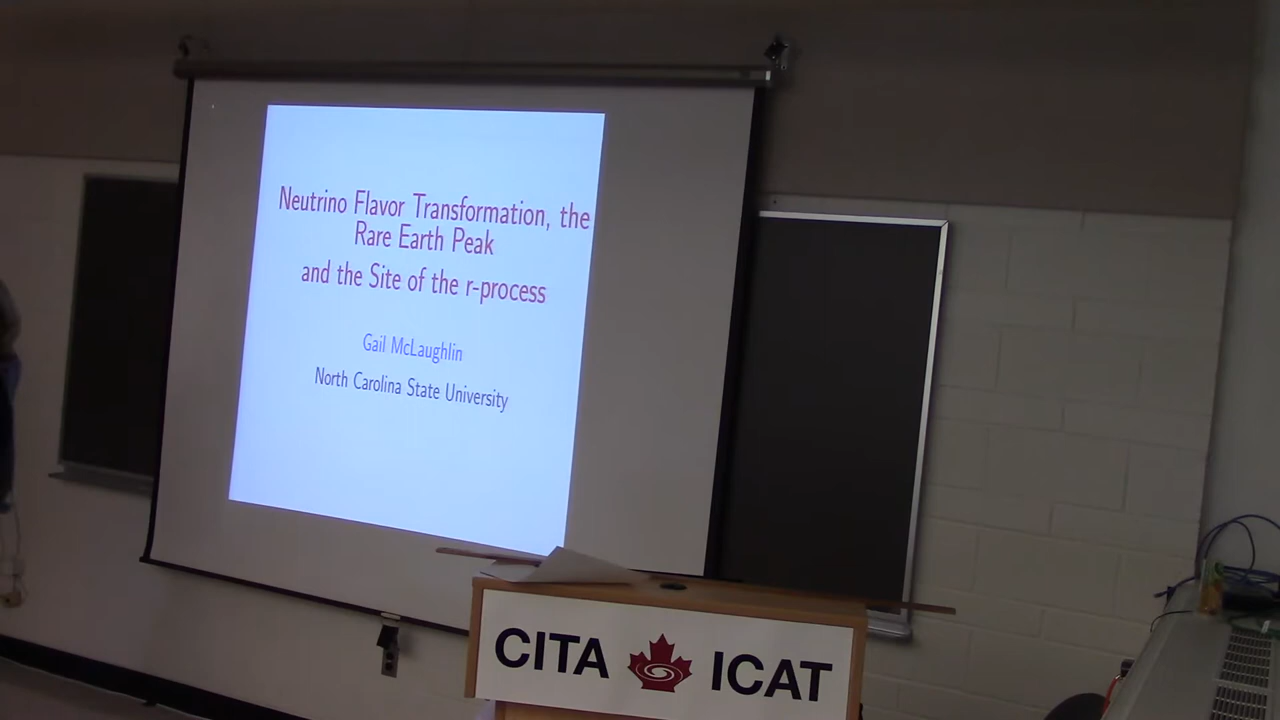 Neutrino Flavor Transformation, the
Rare Earth Peak
and the Site of the r-process
Gail McLaughlin
North Carolina State University
CITA ICAT